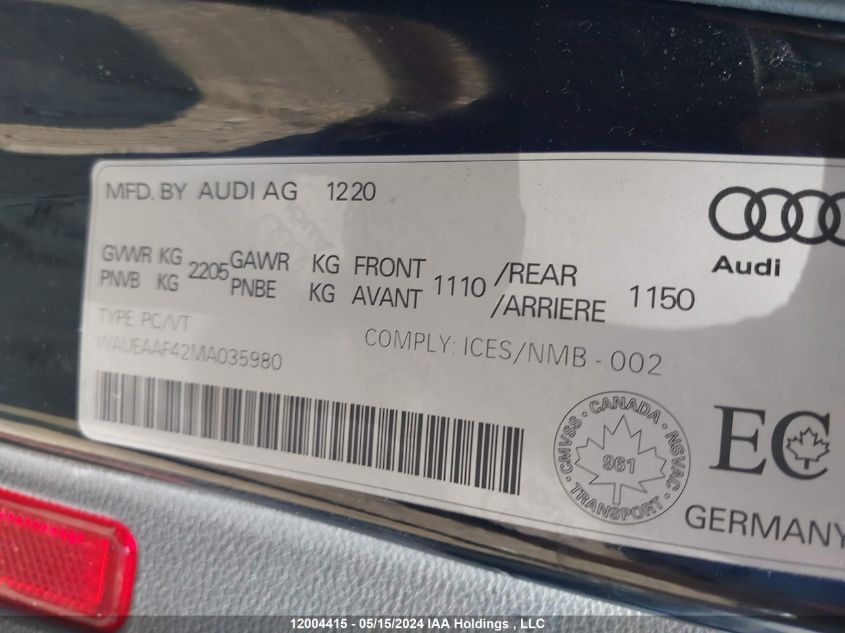 MFD. BY AUDI AG 1220
Audi
GVWR KG 2205 GAWR KG FRONT 1110 /REAR 1150
PNVB KG PNBE KG AVANT /ARRIERE
TYPE PC/VT
WAUEAAF42MA035980
COMPLY: ICES/NMB - 002
CANADA
CMVSS · NSVAC
961
TRANSPORT
EC
GERMANY
12004415 - 05/15/2024 IAA Holdings , LLC